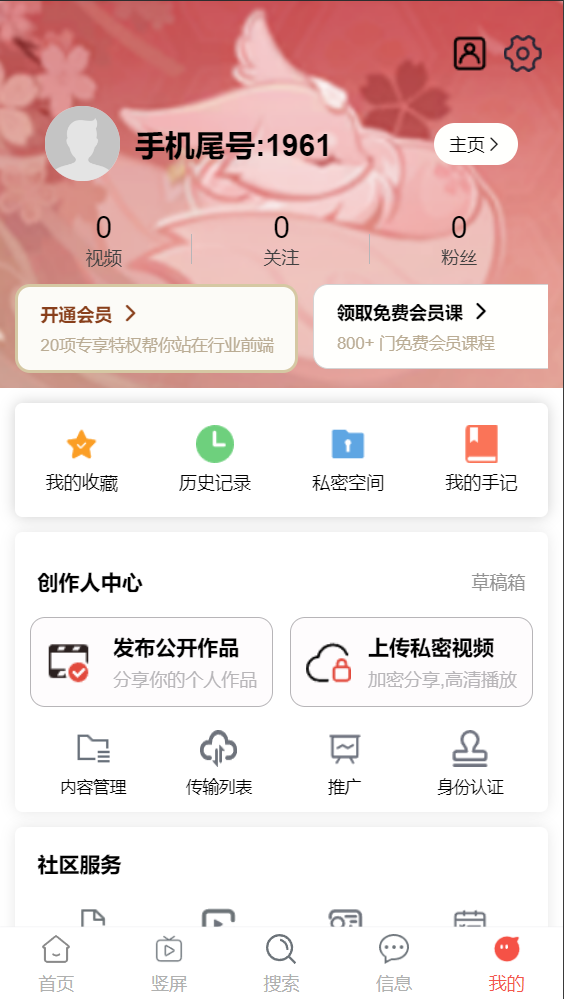 手机尾号:1961
主页
0
0
0
视频
关注
粉丝
开通会员
领取免费会员课
20项专享特权帮你站在行业前端
800+ 门免费会员课程
我的收藏
历史记录
私密空间
我的手记
创作人中心
草稿箱
发布公开作品
上传私密视频
分享你的个人作品
加密分享,高清播放
内容管理
传输列表
推广
身份认证
社区服务
首页
竖屏
搜索
信息
我的